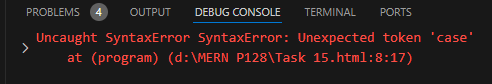 PROBLEMS 4 OUTPUT DEBUG CONSOLE TERMINAL PORTS
Uncaught SyntaxError SyntaxError: Unexpected token 'case'
at (program) (d:\MERN P128\Task 15.html:8:17)